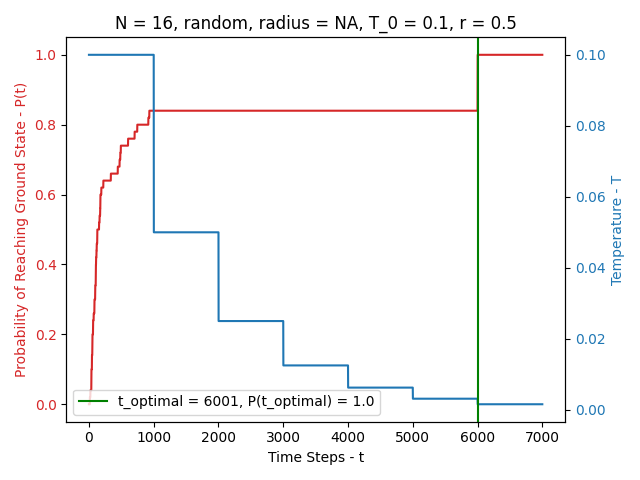 N = 16, random, radius = NA, T_0 = 0.1, r = 0.5
Probability of Reaching Ground State - P(t)
1.0
0.8
0.6
0.4
0.2
0.0
0.10
0.08
0.06
0.04
0.02
0.00
Temperature - T
t_optimal = 6001, P(t_optimal) = 1.0
0 1000 2000 3000 4000 5000 6000 7000
Time Steps - t